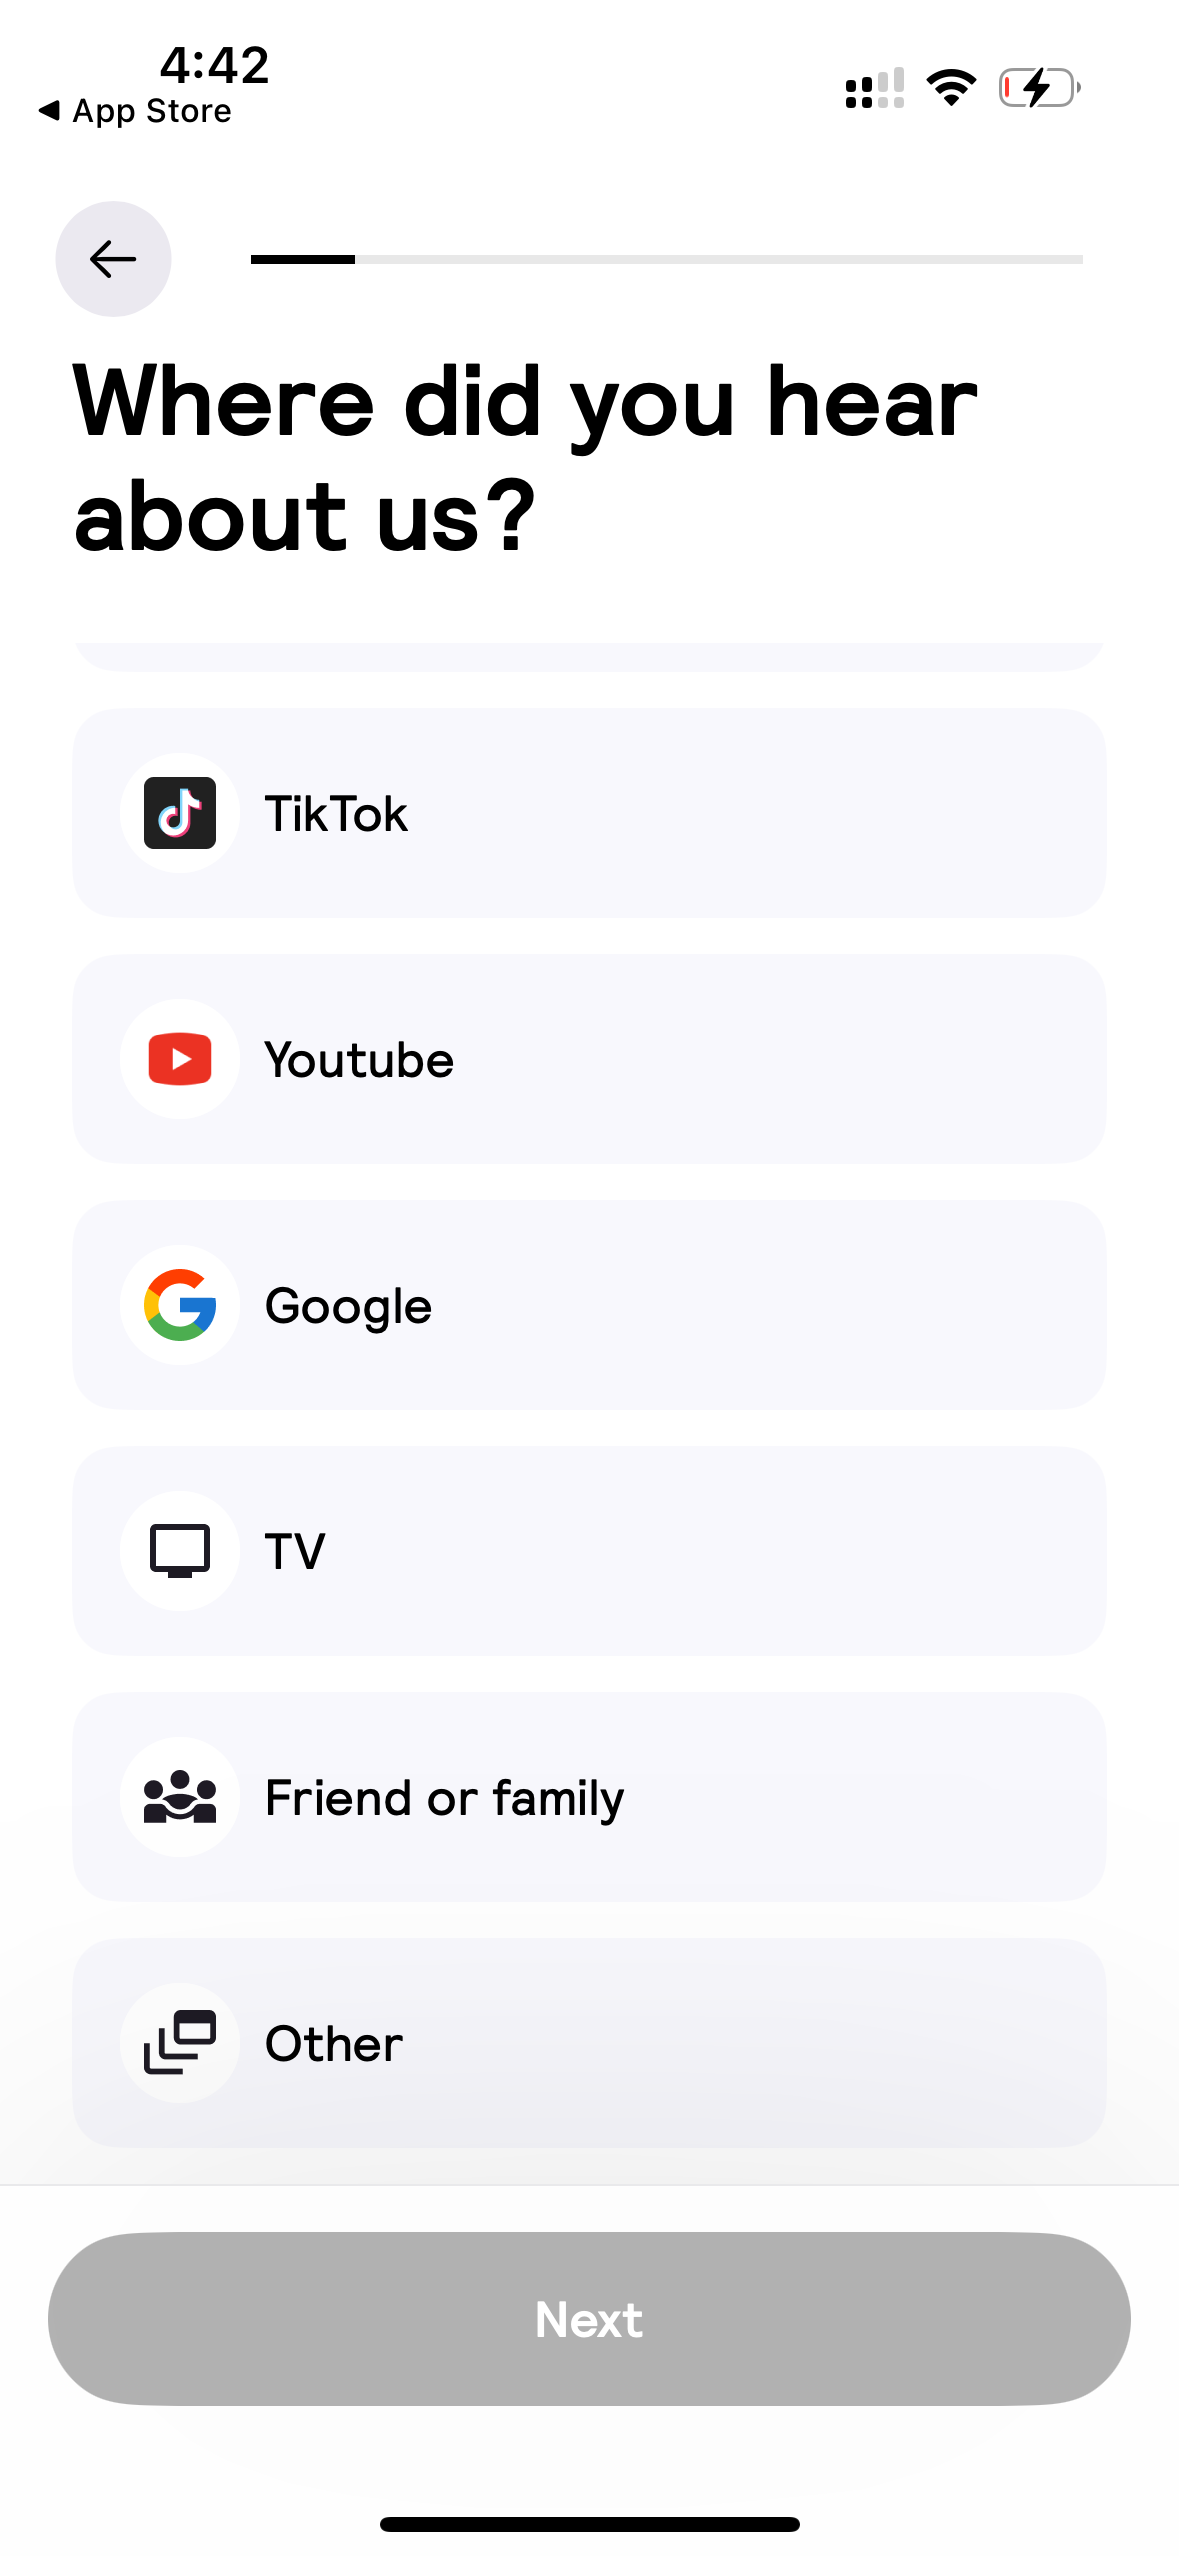 4:42
◀ App Store
Where did you hear
about us?
TikTok
Youtube
Google
TV
Friend or family
Other
Next